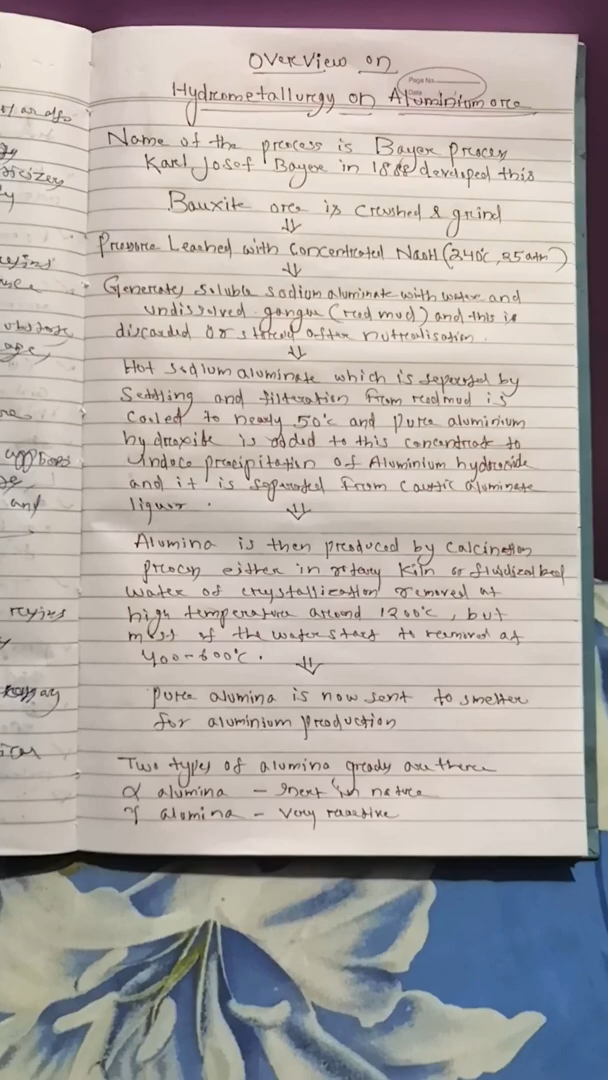 Overview on
Page No.
Date
Hydrometallurgy on Aluminium ore
Name of the process is Bayer process
Karl Josef Bayer in 1888 developed this
Bauxite ore is crushed & grind
⇓
Pressure Leached with Concentrated NaOH (240°c, 35 atm)
⇓
Generates soluble sodium aluminate with water and
undissolved gangue (red mud) and this is
discarded or stored after nutralisation.
⇓
Hot sodium aluminate which is seperated by
Settling and filteration from red mud is
cooled to nearly 50°c and pure aluminium
hydroxide is added to this concentrate to
induce precipitation of Aluminium hydroxide
and it is seperated from caustic aluminate
liquor.
⇓
Alumina is then produced by calcination
process either in rotary kiln or fluidized bed
water of crystallization removed at
high temperature around 1200°c, but
most of the water start to removed at
400-600°c.
⇓
pure alumina is now sent to smelter
for aluminium production
Two types of alumina grades are there
α alumina - Inert in nature
γ alumina - very reactive
age
and